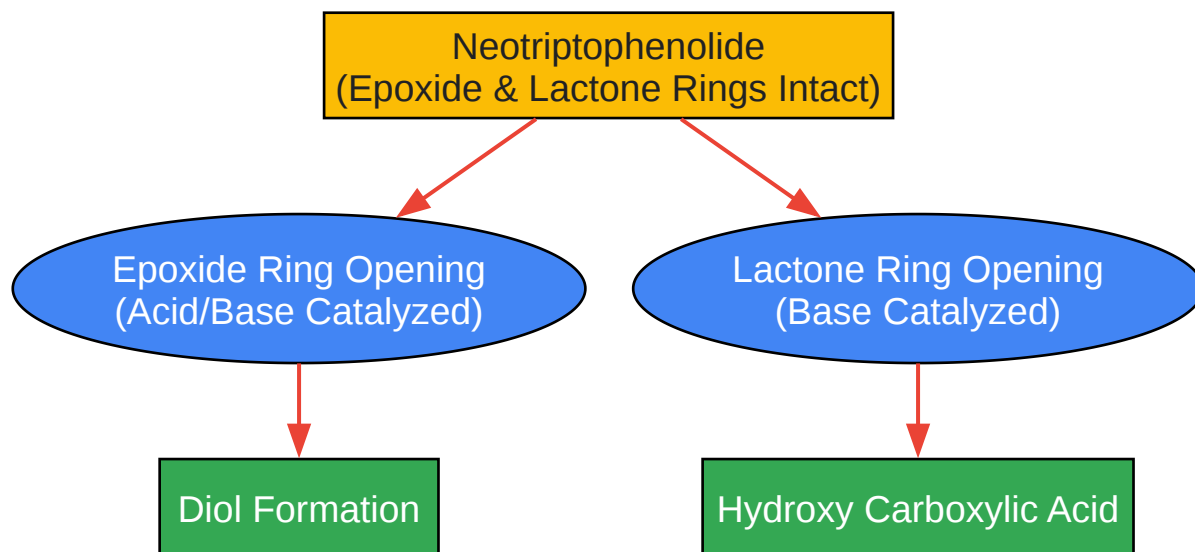 Neotriptophenolide
(Epoxide & Lactone Rings Intact)
Epoxide Ring Opening
(Acid/Base Catalyzed)
Lactone Ring Opening
(Base Catalyzed)
Diol Formation
Hydroxy Carboxylic Acid